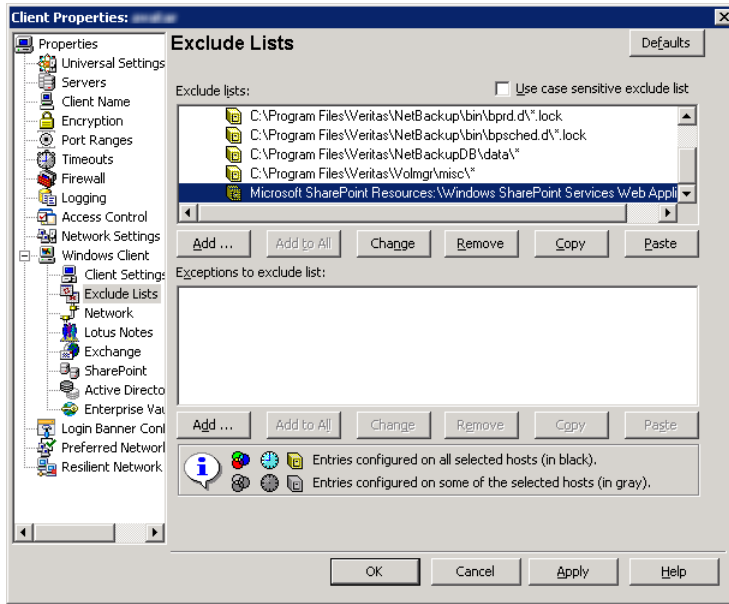 Client Properties:
Properties
Universal Settings
Servers
Client Name
Encryption
Port Ranges
Timeouts
Firewall
Logging
Access Control
Network Settings
Windows Client
Client Settings
Exclude Lists
Network
Lotus Notes
Exchange
SharePoint
Active Directo
Enterprise Vau
Login Banner Conf
Preferred Network
Resilient Network
Exclude Lists
Defaults
Exclude lists:
Use case sensitive exclude list
C:\Program Files\Veritas\NetBackup\bin\bprd.d\*.lock
C:\Program Files\Veritas\NetBackup\bin\bpsched.d\*.lock
C:\Program Files\Veritas\NetBackupDB\data\*
C:\Program Files\Veritas\Volmgr\misc\*
Microsoft SharePoint Resources:\Windows SharePoint Services Web Appli
Add ... Add to All Change Remove Copy Paste
Exceptions to exclude list:
Add ... Add to All Change Remove Copy Paste
Entries configured on all selected hosts (in black).
Entries configured on some of the selected hosts (in gray).
OK Cancel Apply Help